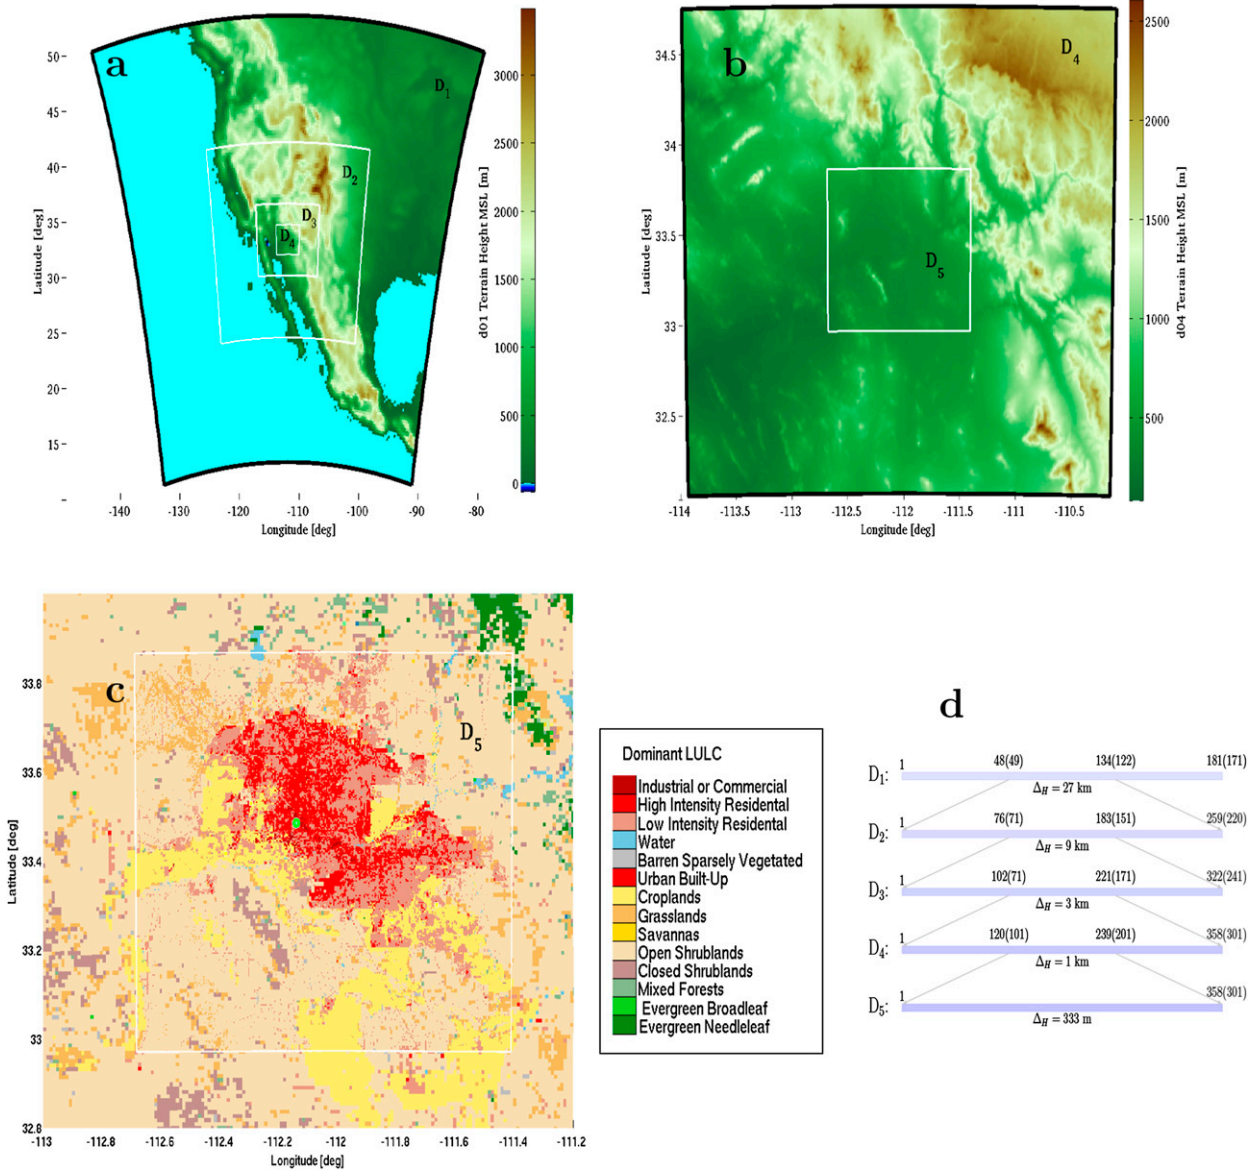 a
D1
D2
D3
D4
50
45
40
35
30
25
20
15
Latitude [deg]
-140
-130
-120
-110
-100
-90
-80
Longitude [deg]
3000
2500
2000
1500
1000
500
0
d01 Terrain Height MSL [m]
b
D4
D5
34.5
34
33.5
33
32.5
Latitude [deg]
-114
-113.5
-113
-112.5
-112
-111.5
-111
-110.5
Longitude [deg]
2500
2000
1500
1000
500
d04 Terrain Height MSL [m]
c
D5
33.8
33.6
33.4
33.2
33
32.8
Latitude [deg]
-113
-112.8
-112.6
-112.4
-112.2
-112
-111.8
-111.6
-111.4
-111.2
Longitude [deg]
Dominant LULC
Industrial or Commercial
High Intensity Residental
Low Intensity Residental
Water
Barren Sparsely Vegetated
Urban Built-Up
Croplands
Grasslands
Savannas
Open Shrublands
Closed Shrublands
Mixed Forests
Evergreen Broadleaf
Evergreen Needleleaf
d
1 48(49) 134(122) 181(171)
D1:
ΔH = 27 km
1 76(71) 183(151) 259(220)
D2:
ΔH = 9 km
1 102(71) 221(171) 322(241)
D3:
ΔH = 3 km
1 120(101) 239(201) 358(301)
D4:
ΔH = 1 km
1 358(301)
D5:
ΔH = 333 m